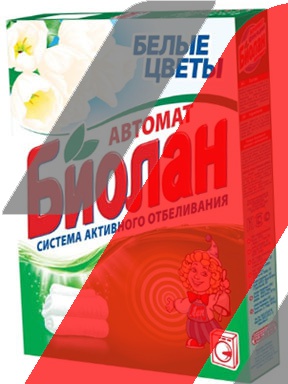 БЕЛЫЕ
ЦВЕТЫ
АВТОМАТ
Биолан
СИСТЕМА АКТИВНОГО ОТБЕЛИВАНИЯ